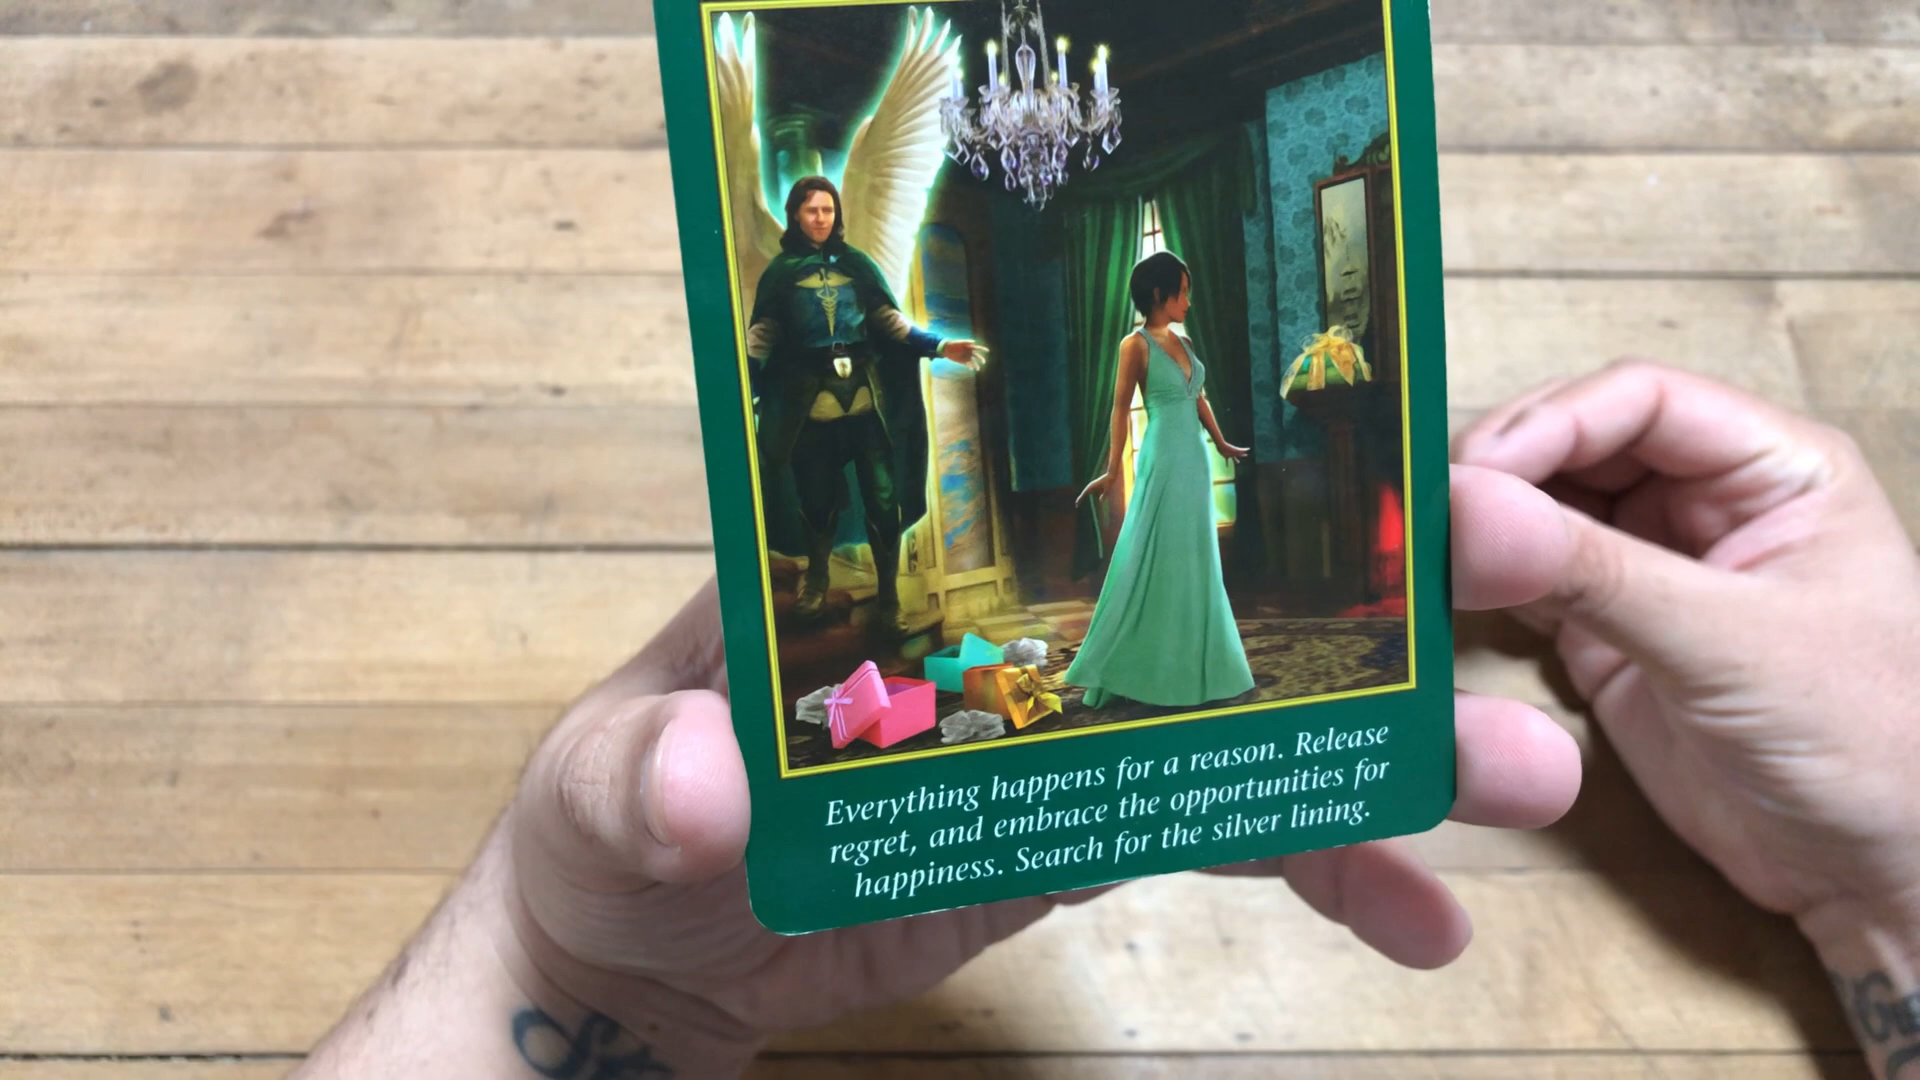 Everything happens for a reason. Release
regret, and embrace the opportunities for
happiness. Search for the silver lining.